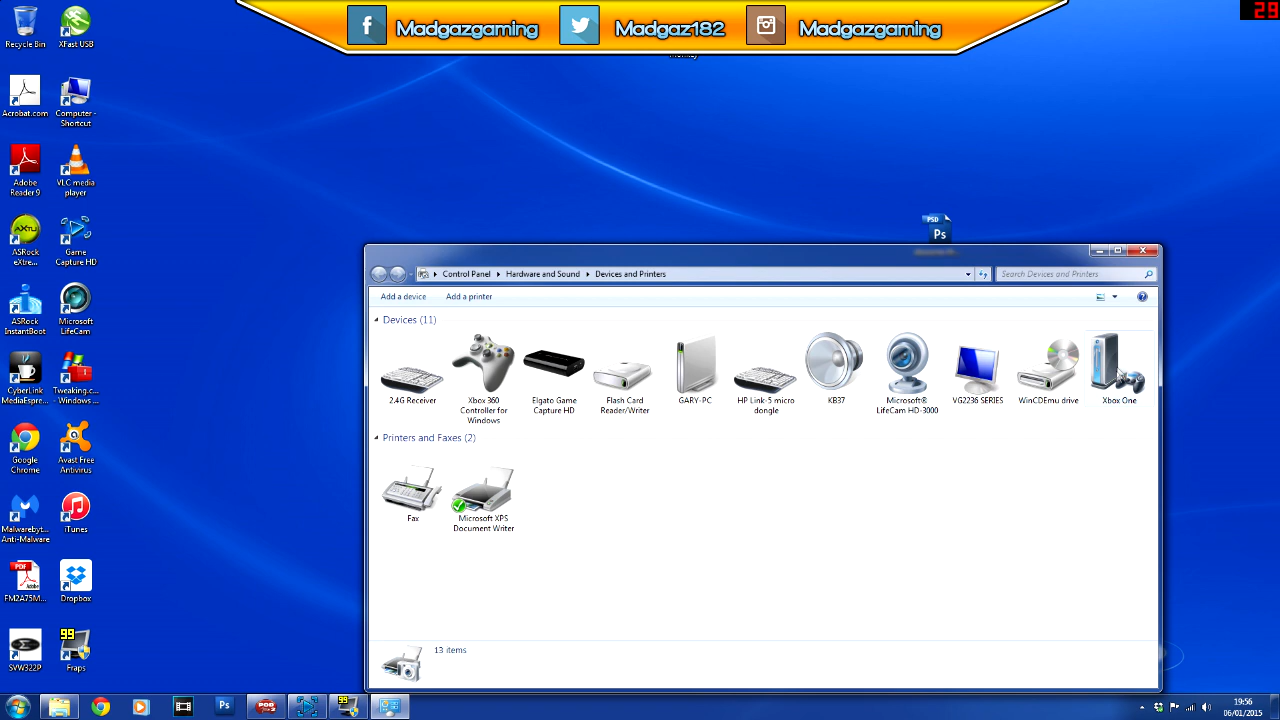 Madgazgaming
Madgaz182
Madgazgaming
29
Recycle Bin
XFast USB
Acrobat.com
Computer -
Shortcut
Adobe
Reader 9
VLC media
player
ASRock
eXtre...
Game
Capture HD
ASRock
InstantBoot
Microsoft
LifeCam
CyberLink
MediaEspre...
Tweaking.c...
- Windows ...
Google
Chrome
Avast Free
Antivirus
Malwarebyt...
Anti-Malware
iTunes
PDF
Adobe
FM2A75M...
Dropbox
SVW322P
99
Fraps
PSD
Ps
Control Panel
Hardware and Sound
Devices and Printers
Search Devices and Printers
Add a device
Add a printer
Devices (11)
2.4G Receiver
Xbox 360
Controller for
Windows
Elgato Game
Capture HD
Flash Card
Reader/Writer
GARY-PC
HP Link-5 micro
dongle
KB37
Microsoft®
LifeCam HD-3000
VG2236 SERIES
WinCDEmu drive
Xbox One
Printers and Faxes (2)
Fax
Microsoft XPS
Document Writer
13 items
Ps
99
19:56
06/01/2015